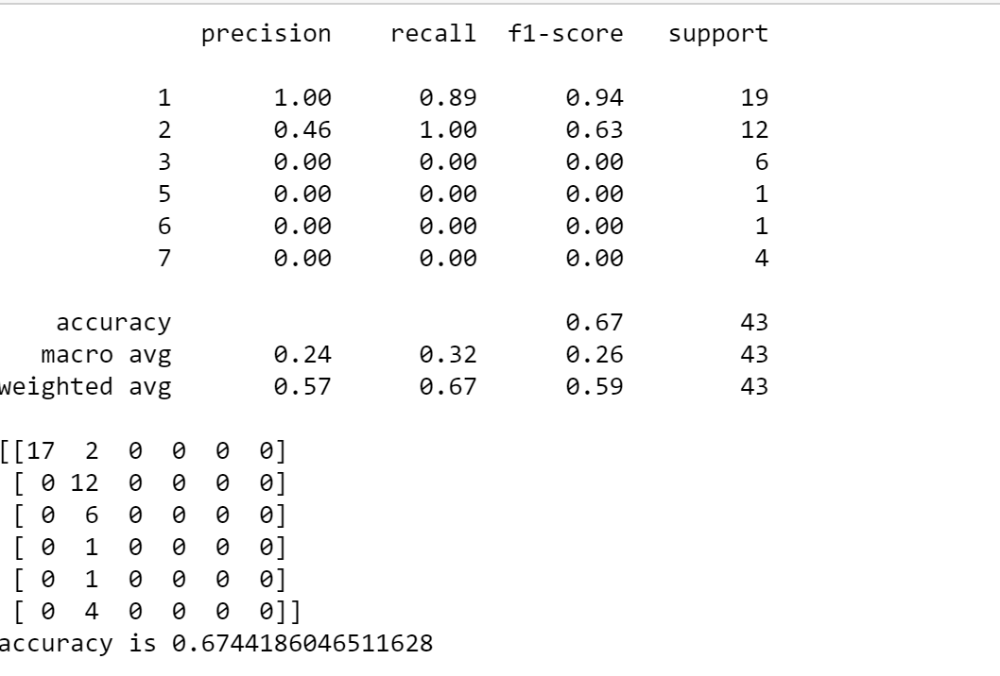 precision    recall  f1-score   support

           1       1.00      0.89      0.94        19
           2       0.46      1.00      0.63        12
           3       0.00      0.00      0.00         6
           5       0.00      0.00      0.00         1
           6       0.00      0.00      0.00         1
           7       0.00      0.00      0.00         4

    accuracy                           0.67        43
   macro avg       0.24      0.32      0.26        43
weighted avg       0.57      0.67      0.59        43

[[17  2  0  0  0  0]
 [ 0 12  0  0  0  0]
 [ 0  6  0  0  0  0]
 [ 0  1  0  0  0  0]
 [ 0  1  0  0  0  0]
 [ 0  4  0  0  0  0]]
accuracy is 0.6744186046511628